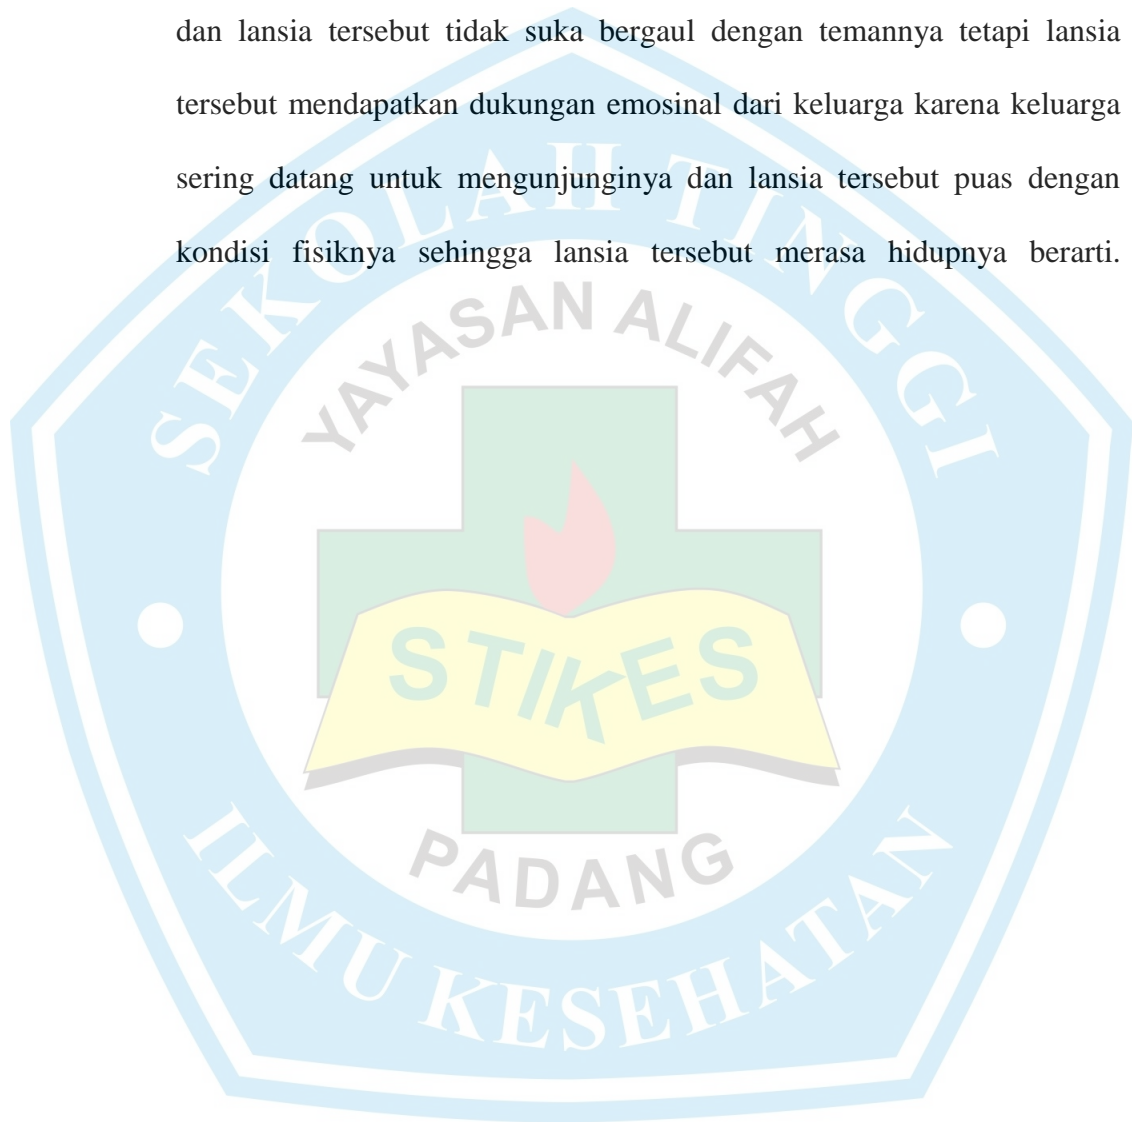 dan lansia tersebut tidak suka bergaul dengan temannya tetapi lansia
tersebut mendapatkan dukungan emosinal dari keluarga karena keluarga
sering datang untuk mengunjunginya dan lansia tersebut puas dengan
kondisi fisiknya sehingga lansia tersebut merasa hidupnya berarti.
SEKOLAH TINGGI
YAYASAN ALIFAH
STIKES
PADANG
ILMU KESEHATAN